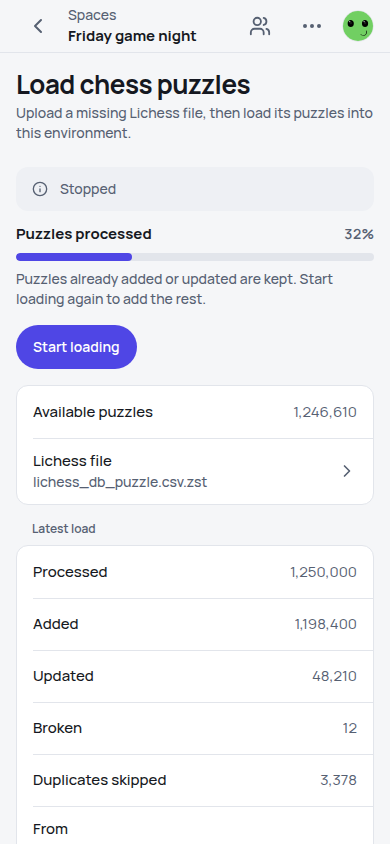 Spaces
Friday game night
Load chess puzzles
Upload a missing Lichess file, then load its puzzles into
this environment.
Stopped
Puzzles processed 32%
Puzzles already added or updated are kept. Start
loading again to add the rest.
Start loading
Available puzzles 1,246,610
Lichess file
lichess_db_puzzle.csv.zst
Latest load
Processed 1,250,000
Added 1,198,400
Updated 48,210
Broken 12
Duplicates skipped 3,378
From